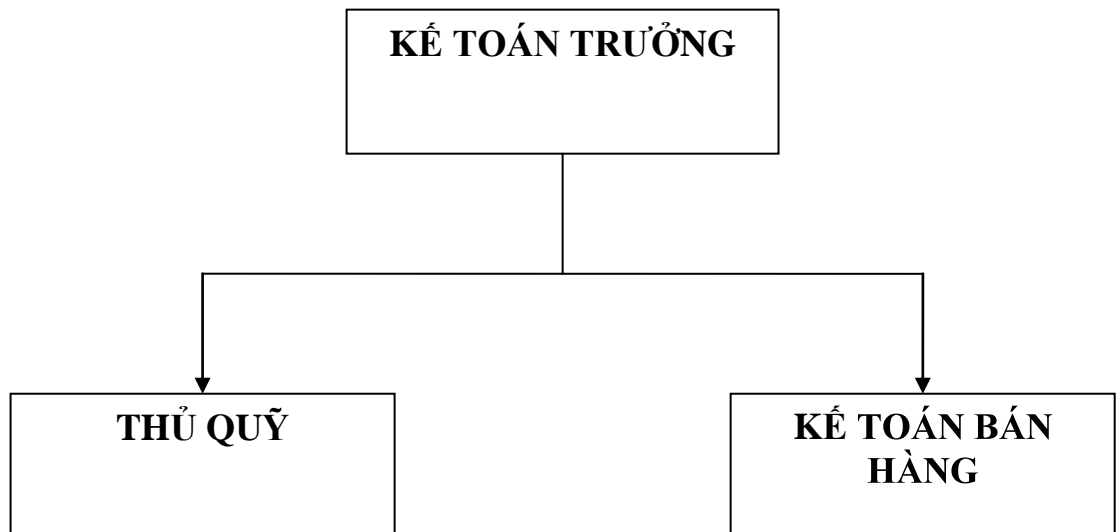 KẾ TOÁN TRƯỞNG
THỦ QUỸ
KẾ TOÁN BÁN
HÀNG